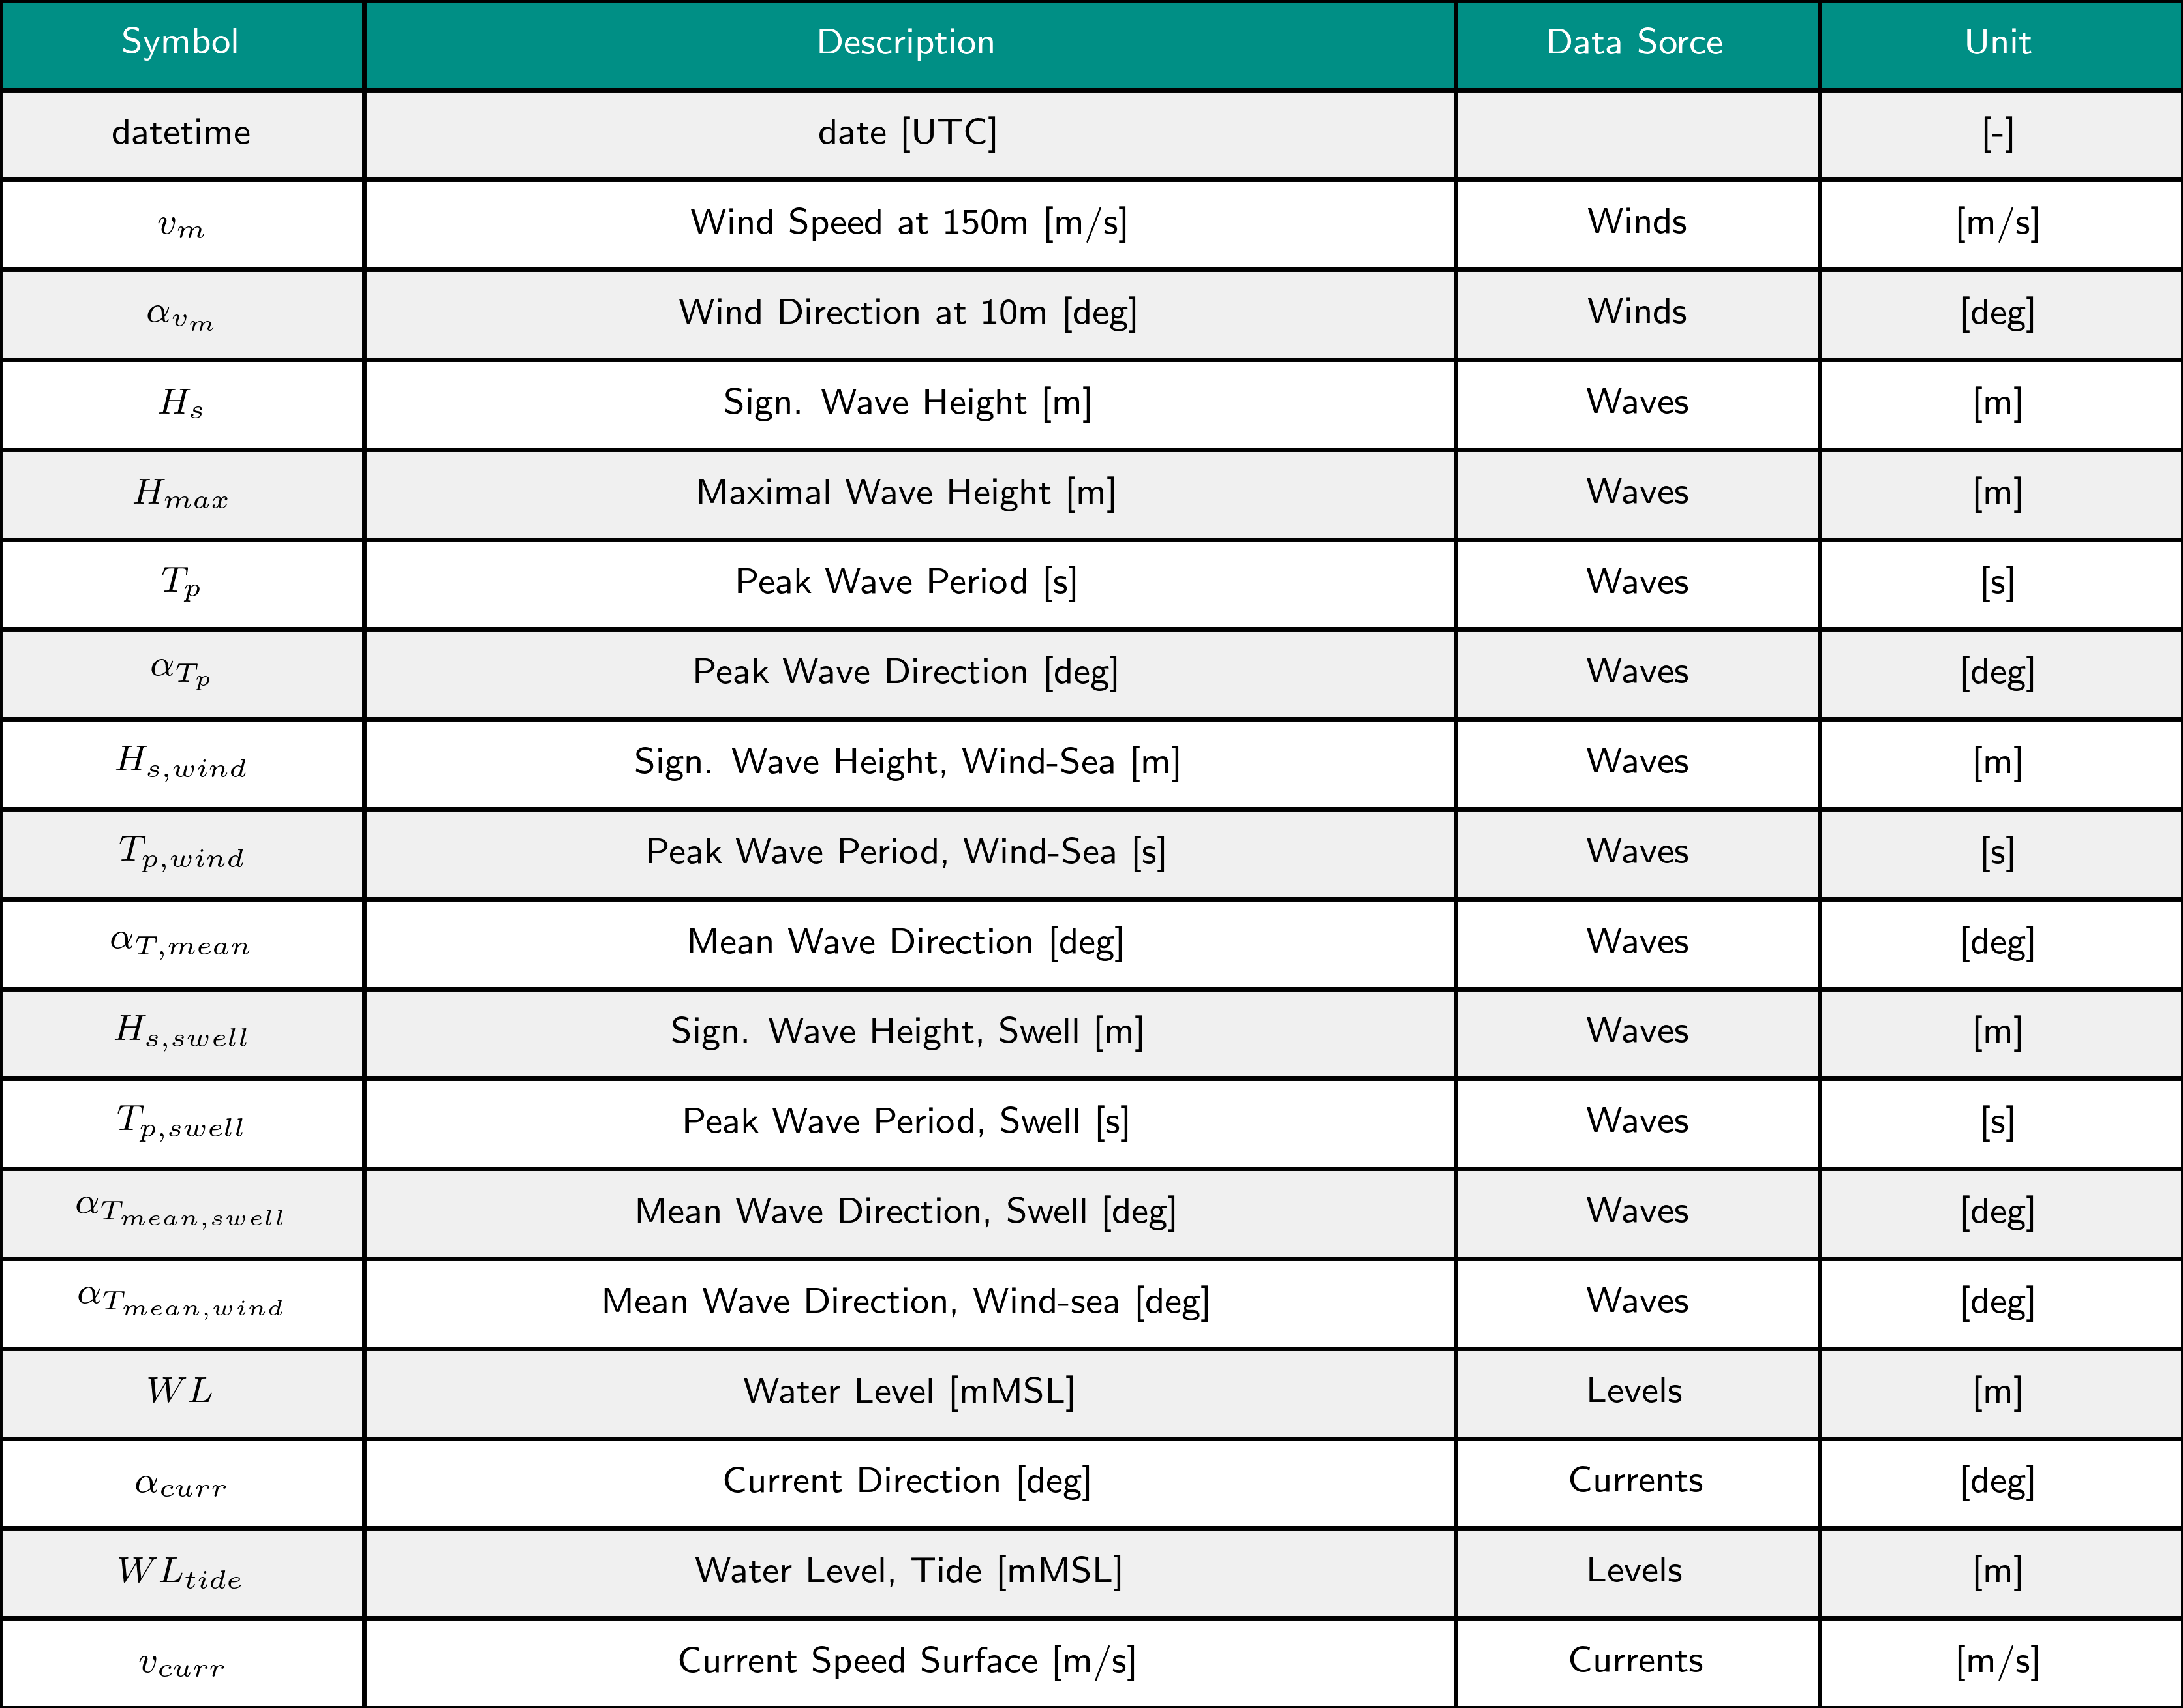 Symbol Description Data Sorce Unit
datetime date [UTC] [-]
v_m Wind Speed at 150m [m/s] Winds [m/s]
α_{v_m} Wind Direction at 10m [deg] Winds [deg]
H_s Sign. Wave Height [m] Waves [m]
H_{max} Maximal Wave Height [m] Waves [m]
T_p Peak Wave Period [s] Waves [s]
α_{T_p} Peak Wave Direction [deg] Waves [deg]
H_{s,wind} Sign. Wave Height, Wind-Sea [m] Waves [m]
T_{p,wind} Peak Wave Period, Wind-Sea [s] Waves [s]
α_{T,mean} Mean Wave Direction [deg] Waves [deg]
H_{s,swell} Sign. Wave Height, Swell [m] Waves [m]
T_{p,swell} Peak Wave Period, Swell [s] Waves [s]
α_{T_{mean,swell}} Mean Wave Direction, Swell [deg] Waves [deg]
α_{T_{mean,wind}} Mean Wave Direction, Wind-sea [deg] Waves [deg]
WL Water Level [mMSL] Levels [m]
α_{curr} Current Direction [deg] Currents [deg]
WL_{tide} Water Level, Tide [mMSL] Levels [m]
v_{curr} Current Speed Surface [m/s] Currents [m/s]